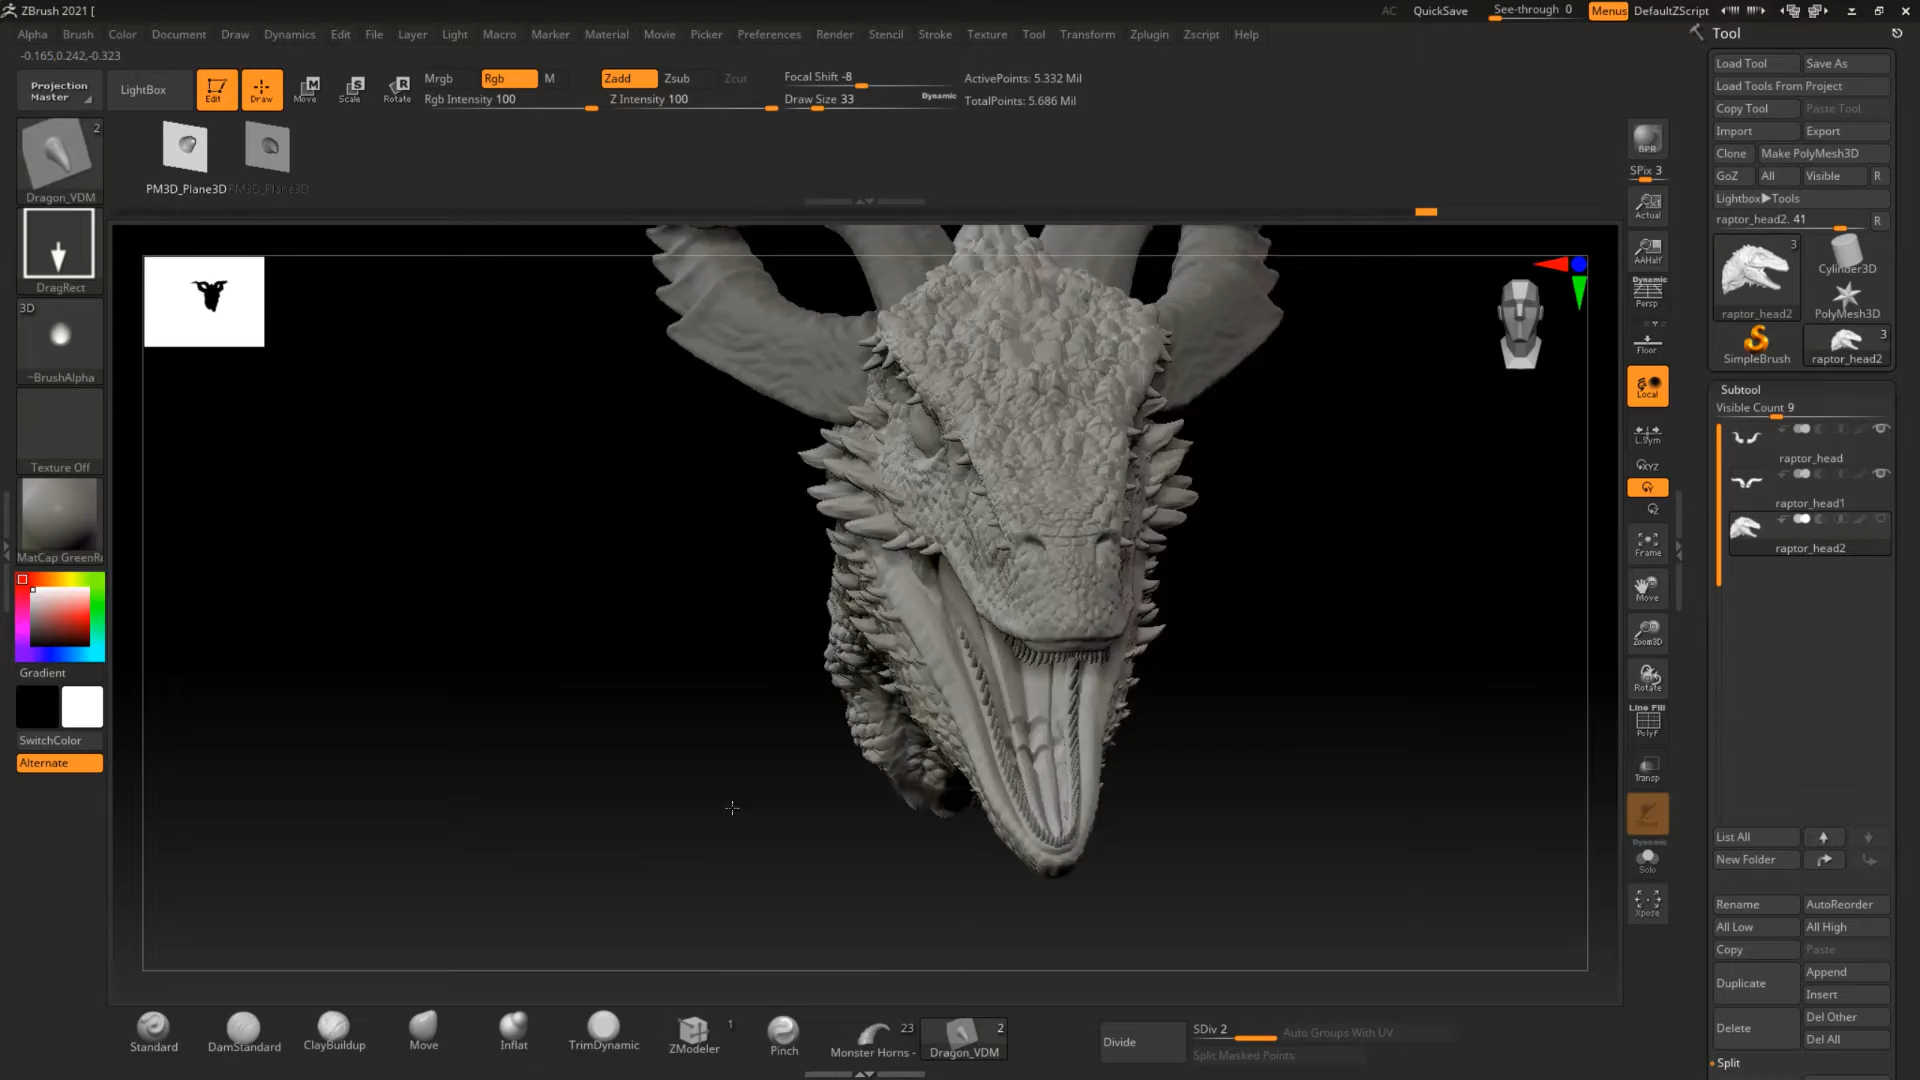 ZBrush 2021 [
AC QuickSave See-through 0 Menus DefaultZScript
Alpha Brush Color Document Draw Dynamics Edit File Layer Light Macro Marker Material Movie Picker Preferences Render Stencil Stroke Texture Tool Transform Zplugin Zscript Help
-0.165,0.242,-0.323
Projection Master
LightBox
Edit
Draw
Move
Scale
Rotate
Mrgb Rgb M
Rgb Intensity 100
Zadd Zsub Zcut
Z Intensity 100
Focal Shift -8
Draw Size 33
Dynamic
ActivePoints: 5.332 Mil
TotalPoints: 5.686 Mil
2
Dragon_VDM
PM3D_Plane3D
PM3D_Plane3D
DragRect
3D
~BrushAlpha
Texture Off
MatCap GreenRo
Gradient
SwitchColor
Alternate
BPR
SPix 3
Actual
AAHalf
Dynamic
Persp
Floor
Local
L.Sym
XYZ
Y
Z
Frame
Move
Zoom3D
Rotate
Line Fill
PolyF
Transp
Dynamic
Solo
Xpose
Tool
Load Tool Save As
Load Tools From Project
Copy Tool Paste Tool
Import Export
Clone Make PolyMesh3D
GoZ All Visible R
Lightbox▶Tools
raptor_head2. 41 R
3
raptor_head2
Cylinder3D
PolyMesh3D
SimpleBrush
3
raptor_head2
Subtool
Visible Count 9
raptor_head
raptor_head1
raptor_head2
List All
New Folder
Rename AutoReorder
All Low All High
Copy Paste
Duplicate Append
Insert
Delete Del Other
Del All
Split
Standard
DamStandard
ClayBuildup
Move
Inflat
TrimDynamic
1
ZModeler
Pinch
23
Monster Horns -
2
Dragon_VDM
Divide
SDiv 2
Auto Groups With UV
Split Masked Points